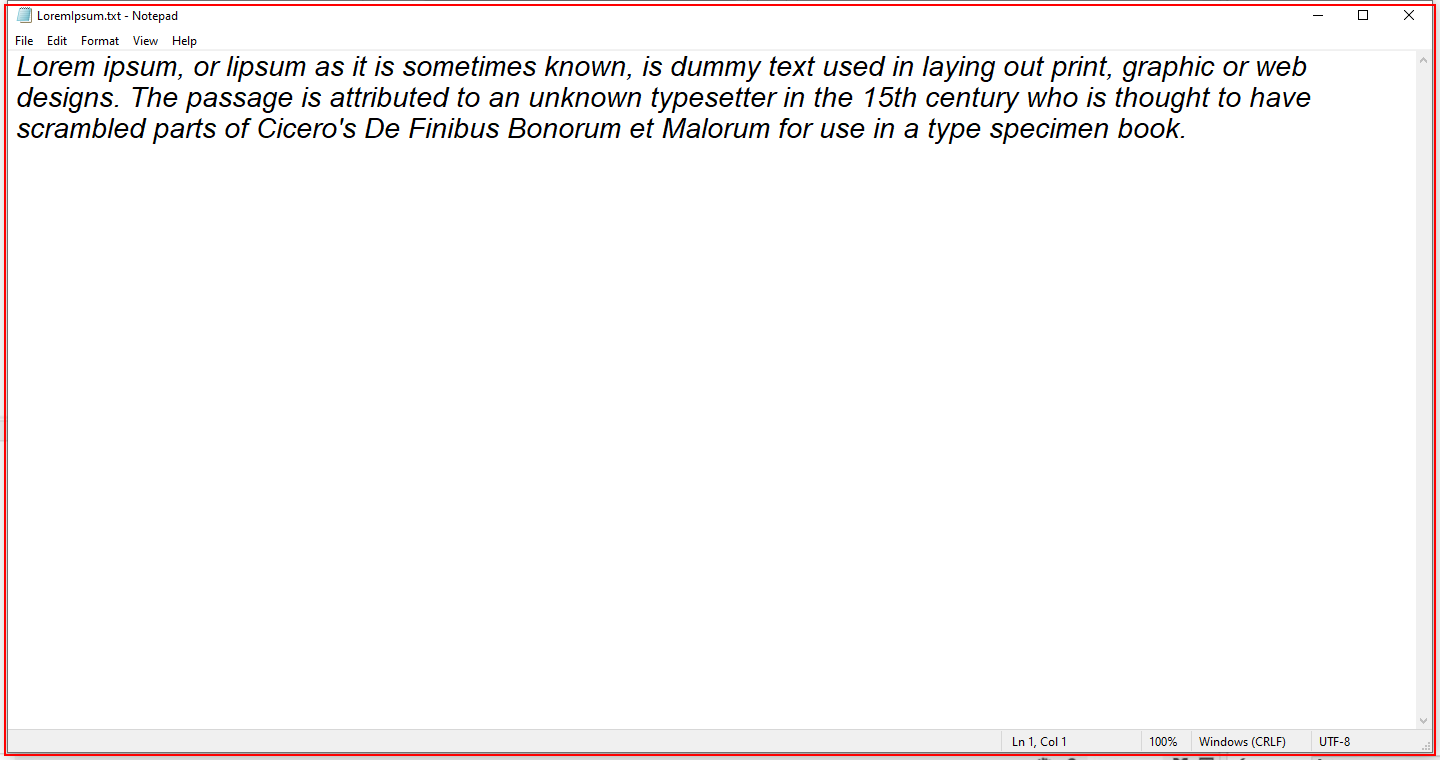 LoremIpsum.txt - Notepad
File Edit Format View Help
Lorem ipsum, or lipsum as it is sometimes known, is dummy text used in laying out print, graphic or web
designs. The passage is attributed to an unknown typesetter in the 15th century who is thought to have
scrambled parts of Cicero's De Finibus Bonorum et Malorum for use in a type specimen book.
Ln 1, Col 1 100% Windows (CRLF) UTF-8